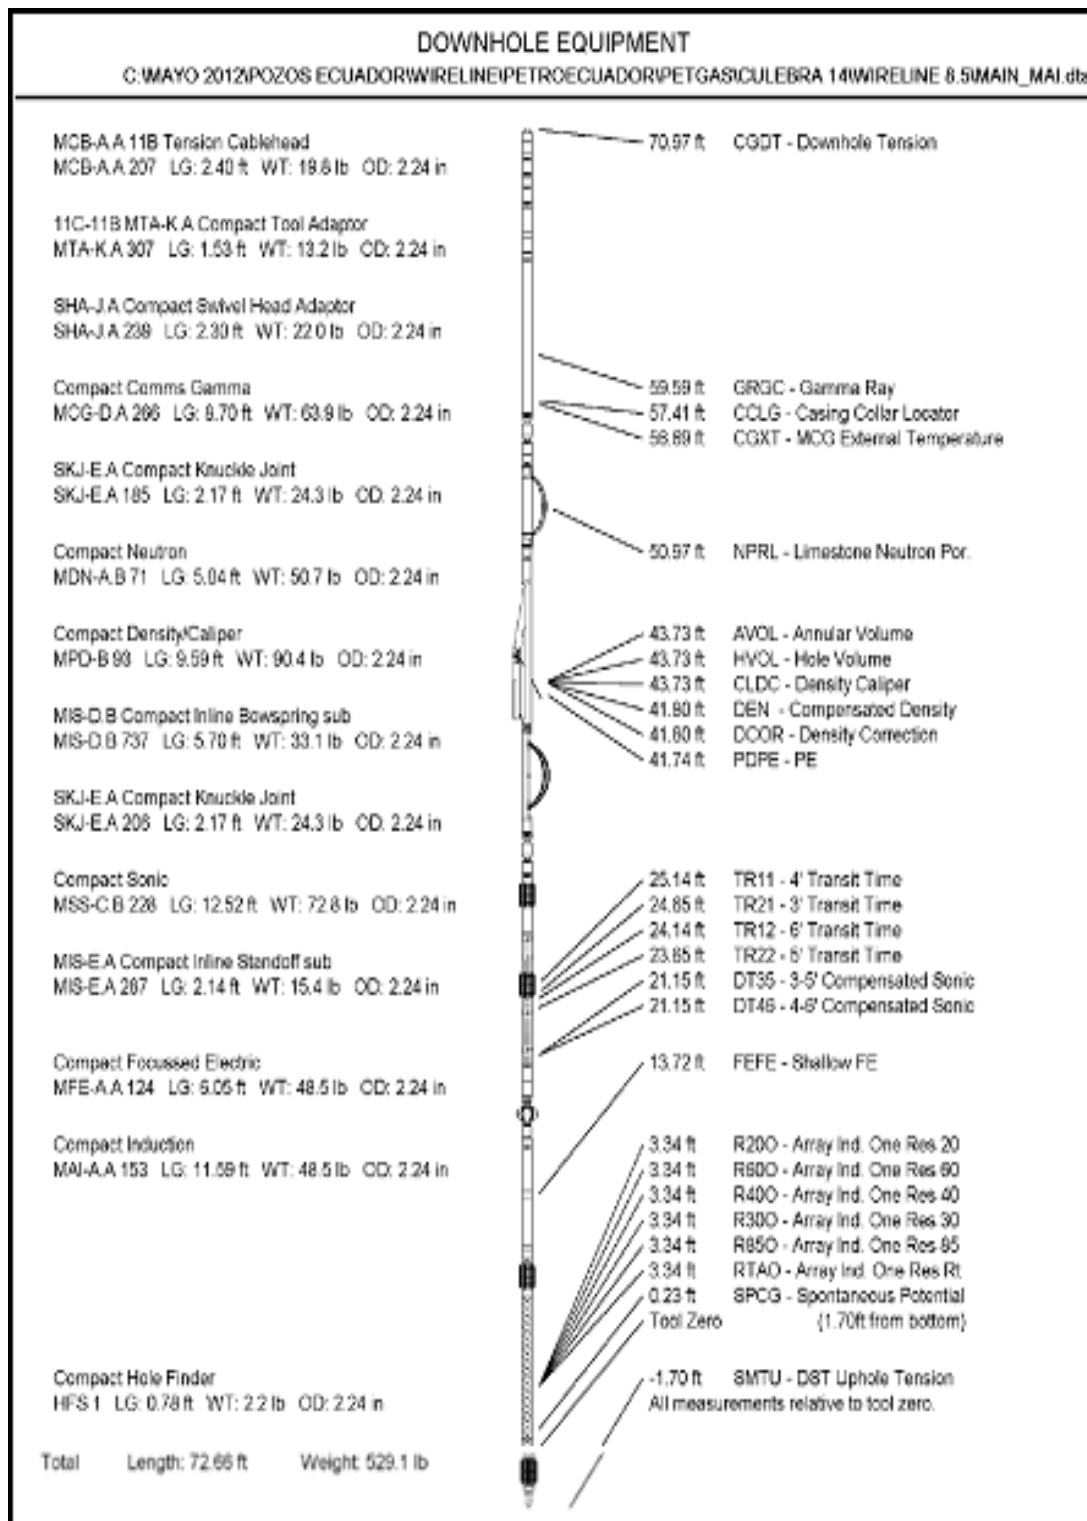 DOWNHOLE EQUIPMENT
C:\MAYO 2012\POZOS ECUADOR\WIRELINE\PETROECUADOR\PETGAS\CULEBRA 14\WIRELINE 8.5\MAIN_MAI.dta
MCB-A.A 11B Tension Cablehead
MCB-A.A 207 LG: 2.40 ft WT: 19.8 lb OD: 2.24 in
70.97 ft CGDT - Downhole Tension
11C-11B MTA-K.A Compact Tool Adaptor
MTA-K.A 307 LG: 1.53 ft WT: 13.2 lb OD: 2.24 in
SHA-J.A Compact Swivel Head Adaptor
SHA-J.A 239 LG: 2.30 ft WT: 22.0 lb OD: 2.24 in
Compact Comms Gamma
MCG-D.A 266 LG: 8.70 ft WT: 63.9 lb OD: 2.24 in
59.59 ft GRGC - Gamma Ray
57.41 ft CCLG - Casing Collar Locator
56.89 ft CGXT - MCG External Temperature
SKJ-E.A Compact Knuckle Joint
SKJ-E.A 185 LG: 2.17 ft WT: 24.3 lb OD: 2.24 in
Compact Neutron
MDN-A.B 71 LG: 5.04 ft WT: 50.7 lb OD: 2.24 in
50.97 ft NPRL - Limestone Neutron Por.
Compact Density/Caliper
MPD-B 93 LG: 9.59 ft WT: 90.4 lb OD: 2.24 in
43.73 ft AVOL - Annular Volume
43.73 ft HVOL - Hole Volume
43.73 ft CLDC - Density Caliper
41.80 ft DEN - Compensated Density
41.80 ft DCOR - Density Correction
41.74 ft PDPE - PE
MIS-D.B Compact Inline Bowspring sub
MIS-D.B 737 LG: 5.70 ft WT: 33.1 lb OD: 2.24 in
SKJ-E.A Compact Knuckle Joint
SKJ-E.A 206 LG: 2.17 ft WT: 24.3 lb OD: 2.24 in
Compact Sonic
MSS-C.B 228 LG: 12.52 ft WT: 72.8 lb OD: 2.24 in
25.14 ft TR11 - 4' Transit Time
24.65 ft TR21 - 3' Transit Time
24.14 ft TR12 - 6' Transit Time
23.65 ft TR22 - 5' Transit Time
21.15 ft DT35 - 3-5' Compensated Sonic
21.15 ft DT46 - 4-6' Compensated Sonic
MIS-E.A Compact Inline Standoff sub
MIS-E.A 287 LG: 2.14 ft WT: 15.4 lb OD: 2.24 in
Compact Focussed Electric
MFE-A.A 124 LG: 6.05 ft WT: 48.5 lb OD: 2.24 in
13.72 ft FEFE - Shallow FE
Compact Induction
MAI-A.A 153 LG: 11.59 ft WT: 48.5 lb OD: 2.24 in
3.34 ft R20O - Array Ind. One Res 20
3.34 ft R60O - Array Ind. One Res 60
3.34 ft R40O - Array Ind. One Res 40
3.34 ft R30O - Array Ind. One Res 30
3.34 ft R85O - Array Ind. One Res 85
3.34 ft RTAO - Array Ind. One Res Rt
0.23 ft SPCG - Spontaneous Potential
Tool Zero (1.70ft from bottom)
Compact Hole Finder
HFS 1 LG: 0.78 ft WT: 2.2 lb OD: 2.24 in
-1.70 ft SMTU - DST Uphole Tension
All measurements relative to tool zero.
Total Length: 72.66 ft Weight: 529.1 lb